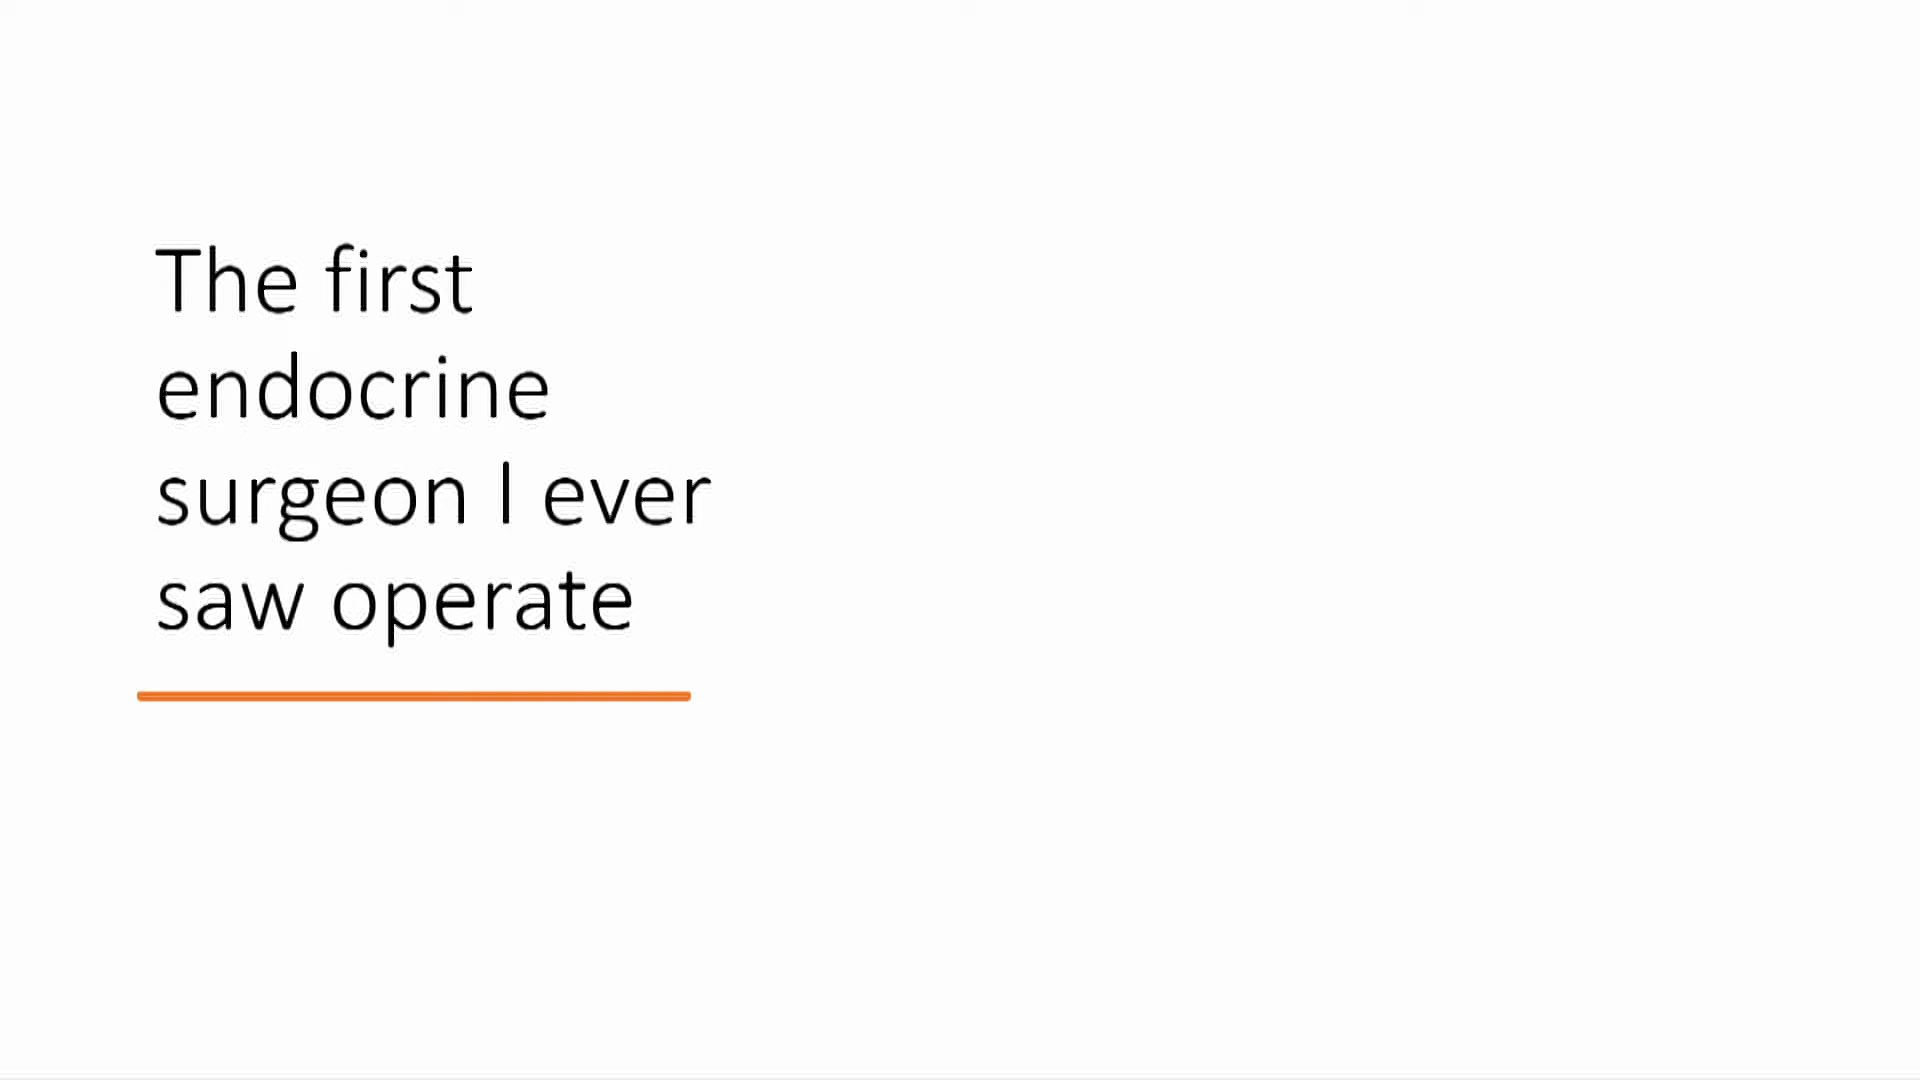 The first
endocrine
surgeon I ever
saw operate